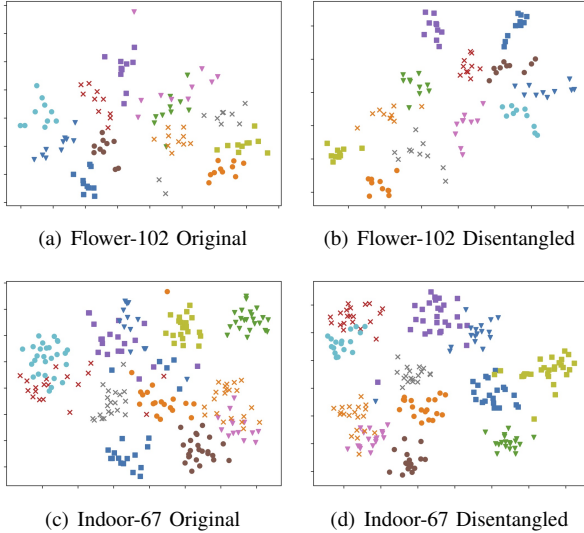 (a) Flower-102 Original
(b) Flower-102 Disentangled
(c) Indoor-67 Original
(d) Indoor-67 Disentangled